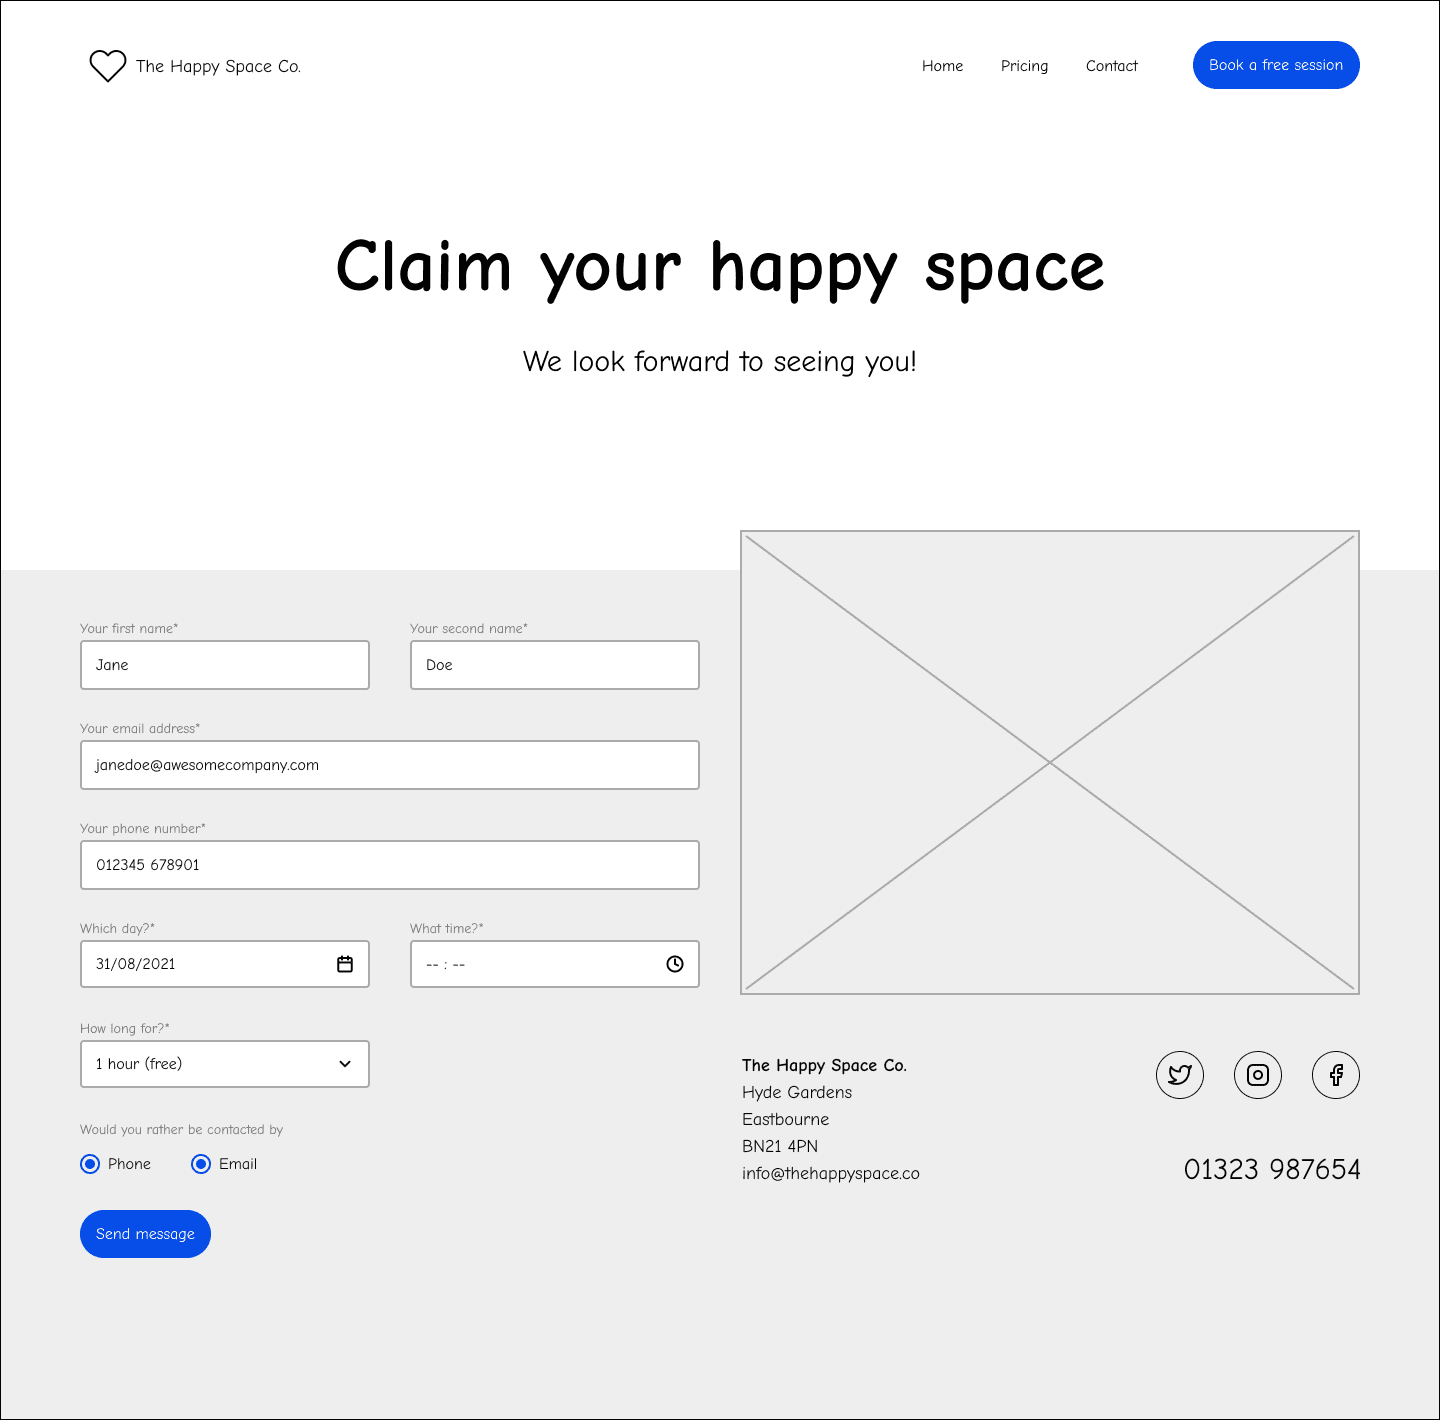 The Happy Space Co.
Home
Pricing
Contact
Book a free session
Claim your happy space
We look forward to seeing you!
Your first name*
Your second name*
Jane
Doe
Your email address*
janedoe@awesomecompany.com
Your phone number*
012345 678901
Which day?*
What time?*
31/08/2021
-- : --
How long for?*
1 hour (free)
Would you rather be contacted by
Phone
Email
Send message
The Happy Space Co.
Hyde Gardens
Eastbourne
BN21 4PN
info@thehappyspace.co
01323 987654